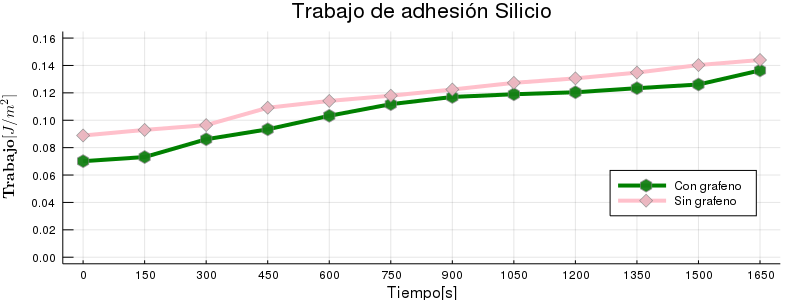 Trabajo de adhesión Silicio
Trabajo[J/m²]
0.16
0.14
0.12
0.10
0.08
0.06
0.04
0.02
0.00
Con grafeno
Sin grafeno
0 150 300 450 600 750 900 1050 1200 1350 1500 1650
Tiempo[s]